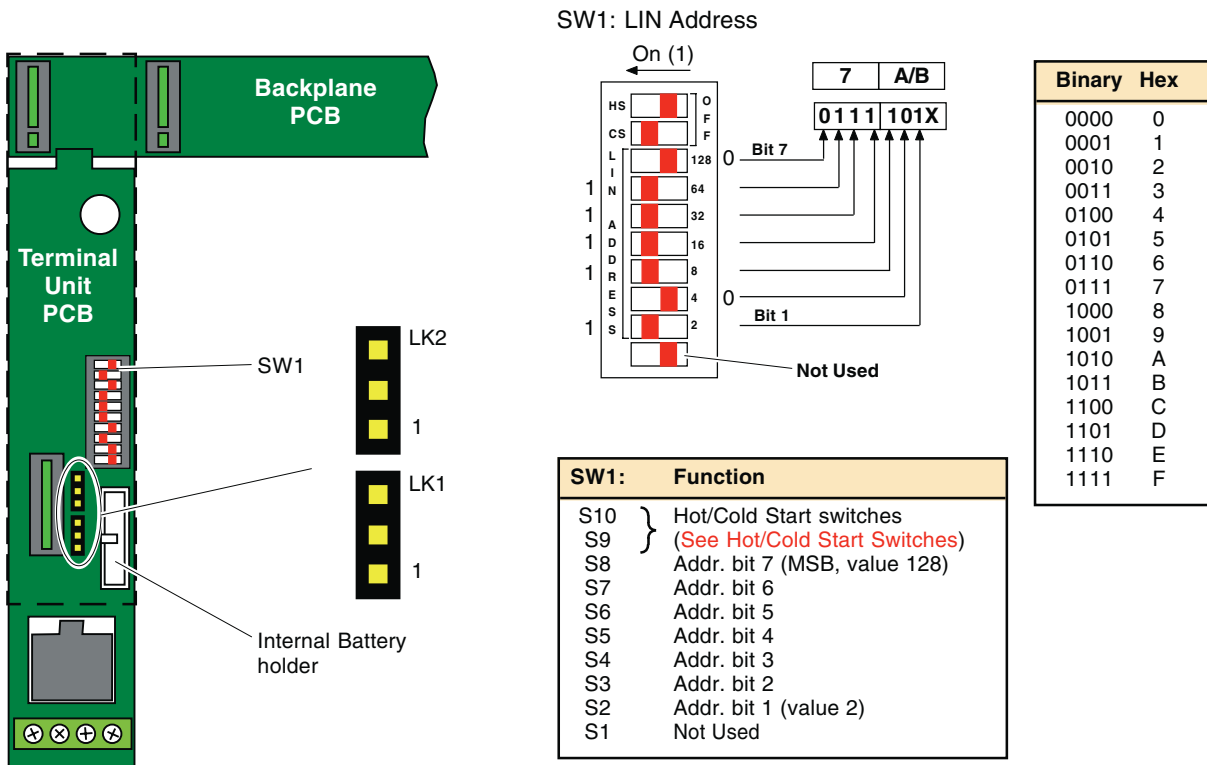 SW1: LIN Address
On (1)
HS
CS
OFF
LIN ADDRESS
128
64
32
16
8
4
2
0
1
1
1
1
0
1
Bit 7
Bit 1
Not Used
7 A/B
0111 101X
Backplane
PCB
Terminal
Unit
PCB
SW1
LK2
1
LK1
1
Internal Battery
holder
SW1: Function
S10 Hot/Cold Start switches
S9 (See Hot/Cold Start Switches)
S8 Addr. bit 7 (MSB, value 128)
S7 Addr. bit 6
S6 Addr. bit 5
S5 Addr. bit 4
S4 Addr. bit 3
S3 Addr. bit 2
S2 Addr. bit 1 (value 2)
S1 Not Used
Binary Hex
0000 0
0001 1
0010 2
0011 3
0100 4
0101 5
0110 6
0111 7
1000 8
1001 9
1010 A
1011 B
1100 C
1101 D
1110 E
1111 F